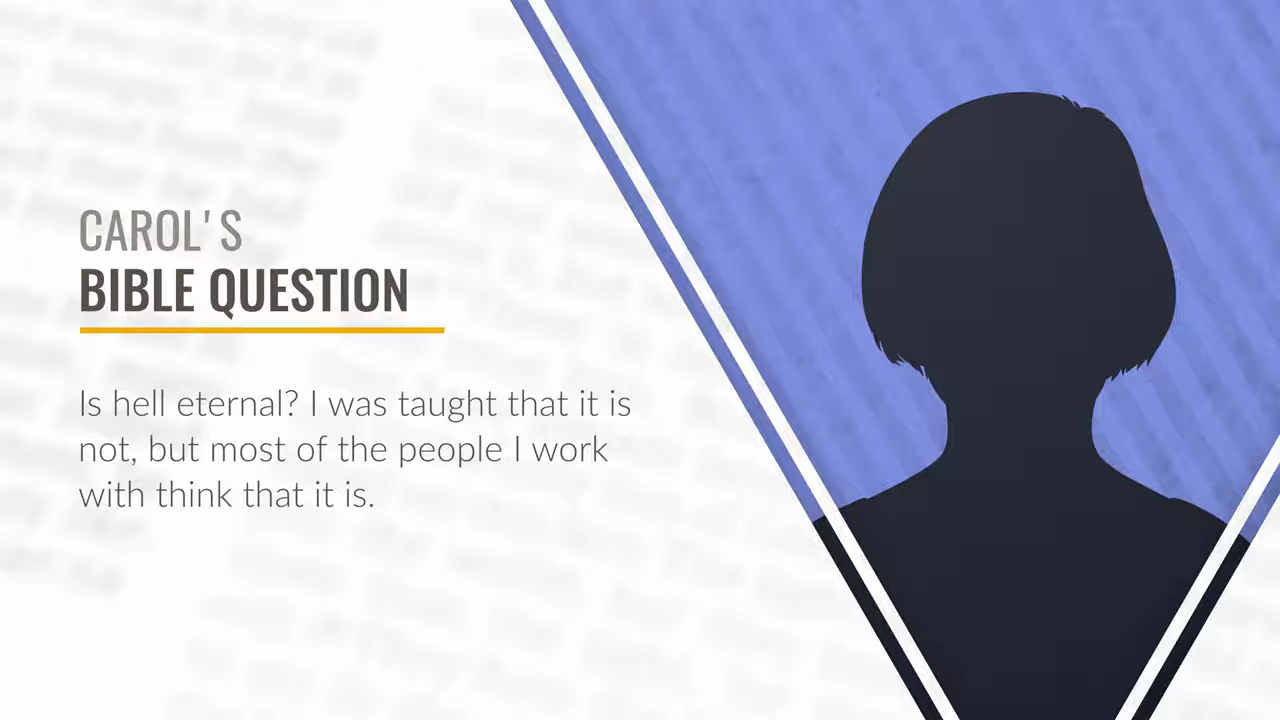 CAROL'S
BIBLE QUESTION
Is hell eternal? I was taught that it is
not, but most of the people I work
with think that it is.